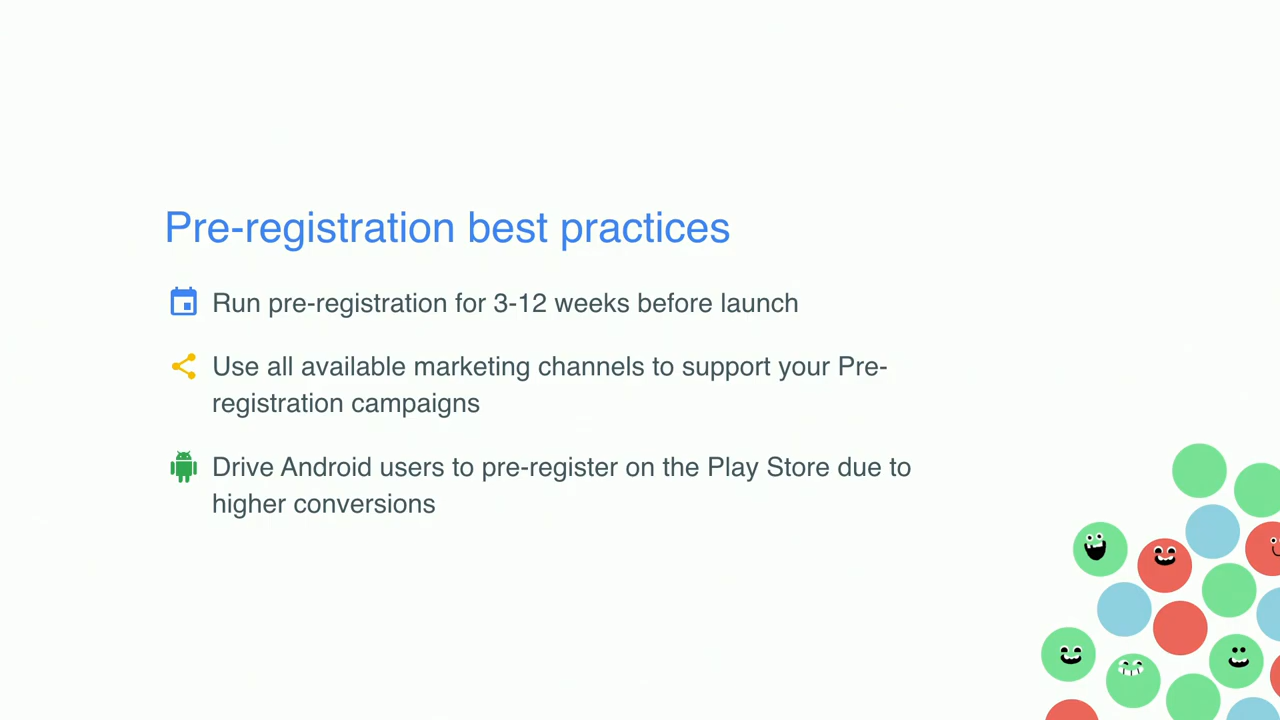 Pre-registration best practices
Run pre-registration for 3-12 weeks before launch
Use all available marketing channels to support your Pre-
registration campaigns
Drive Android users to pre-register on the Play Store due to
higher conversions